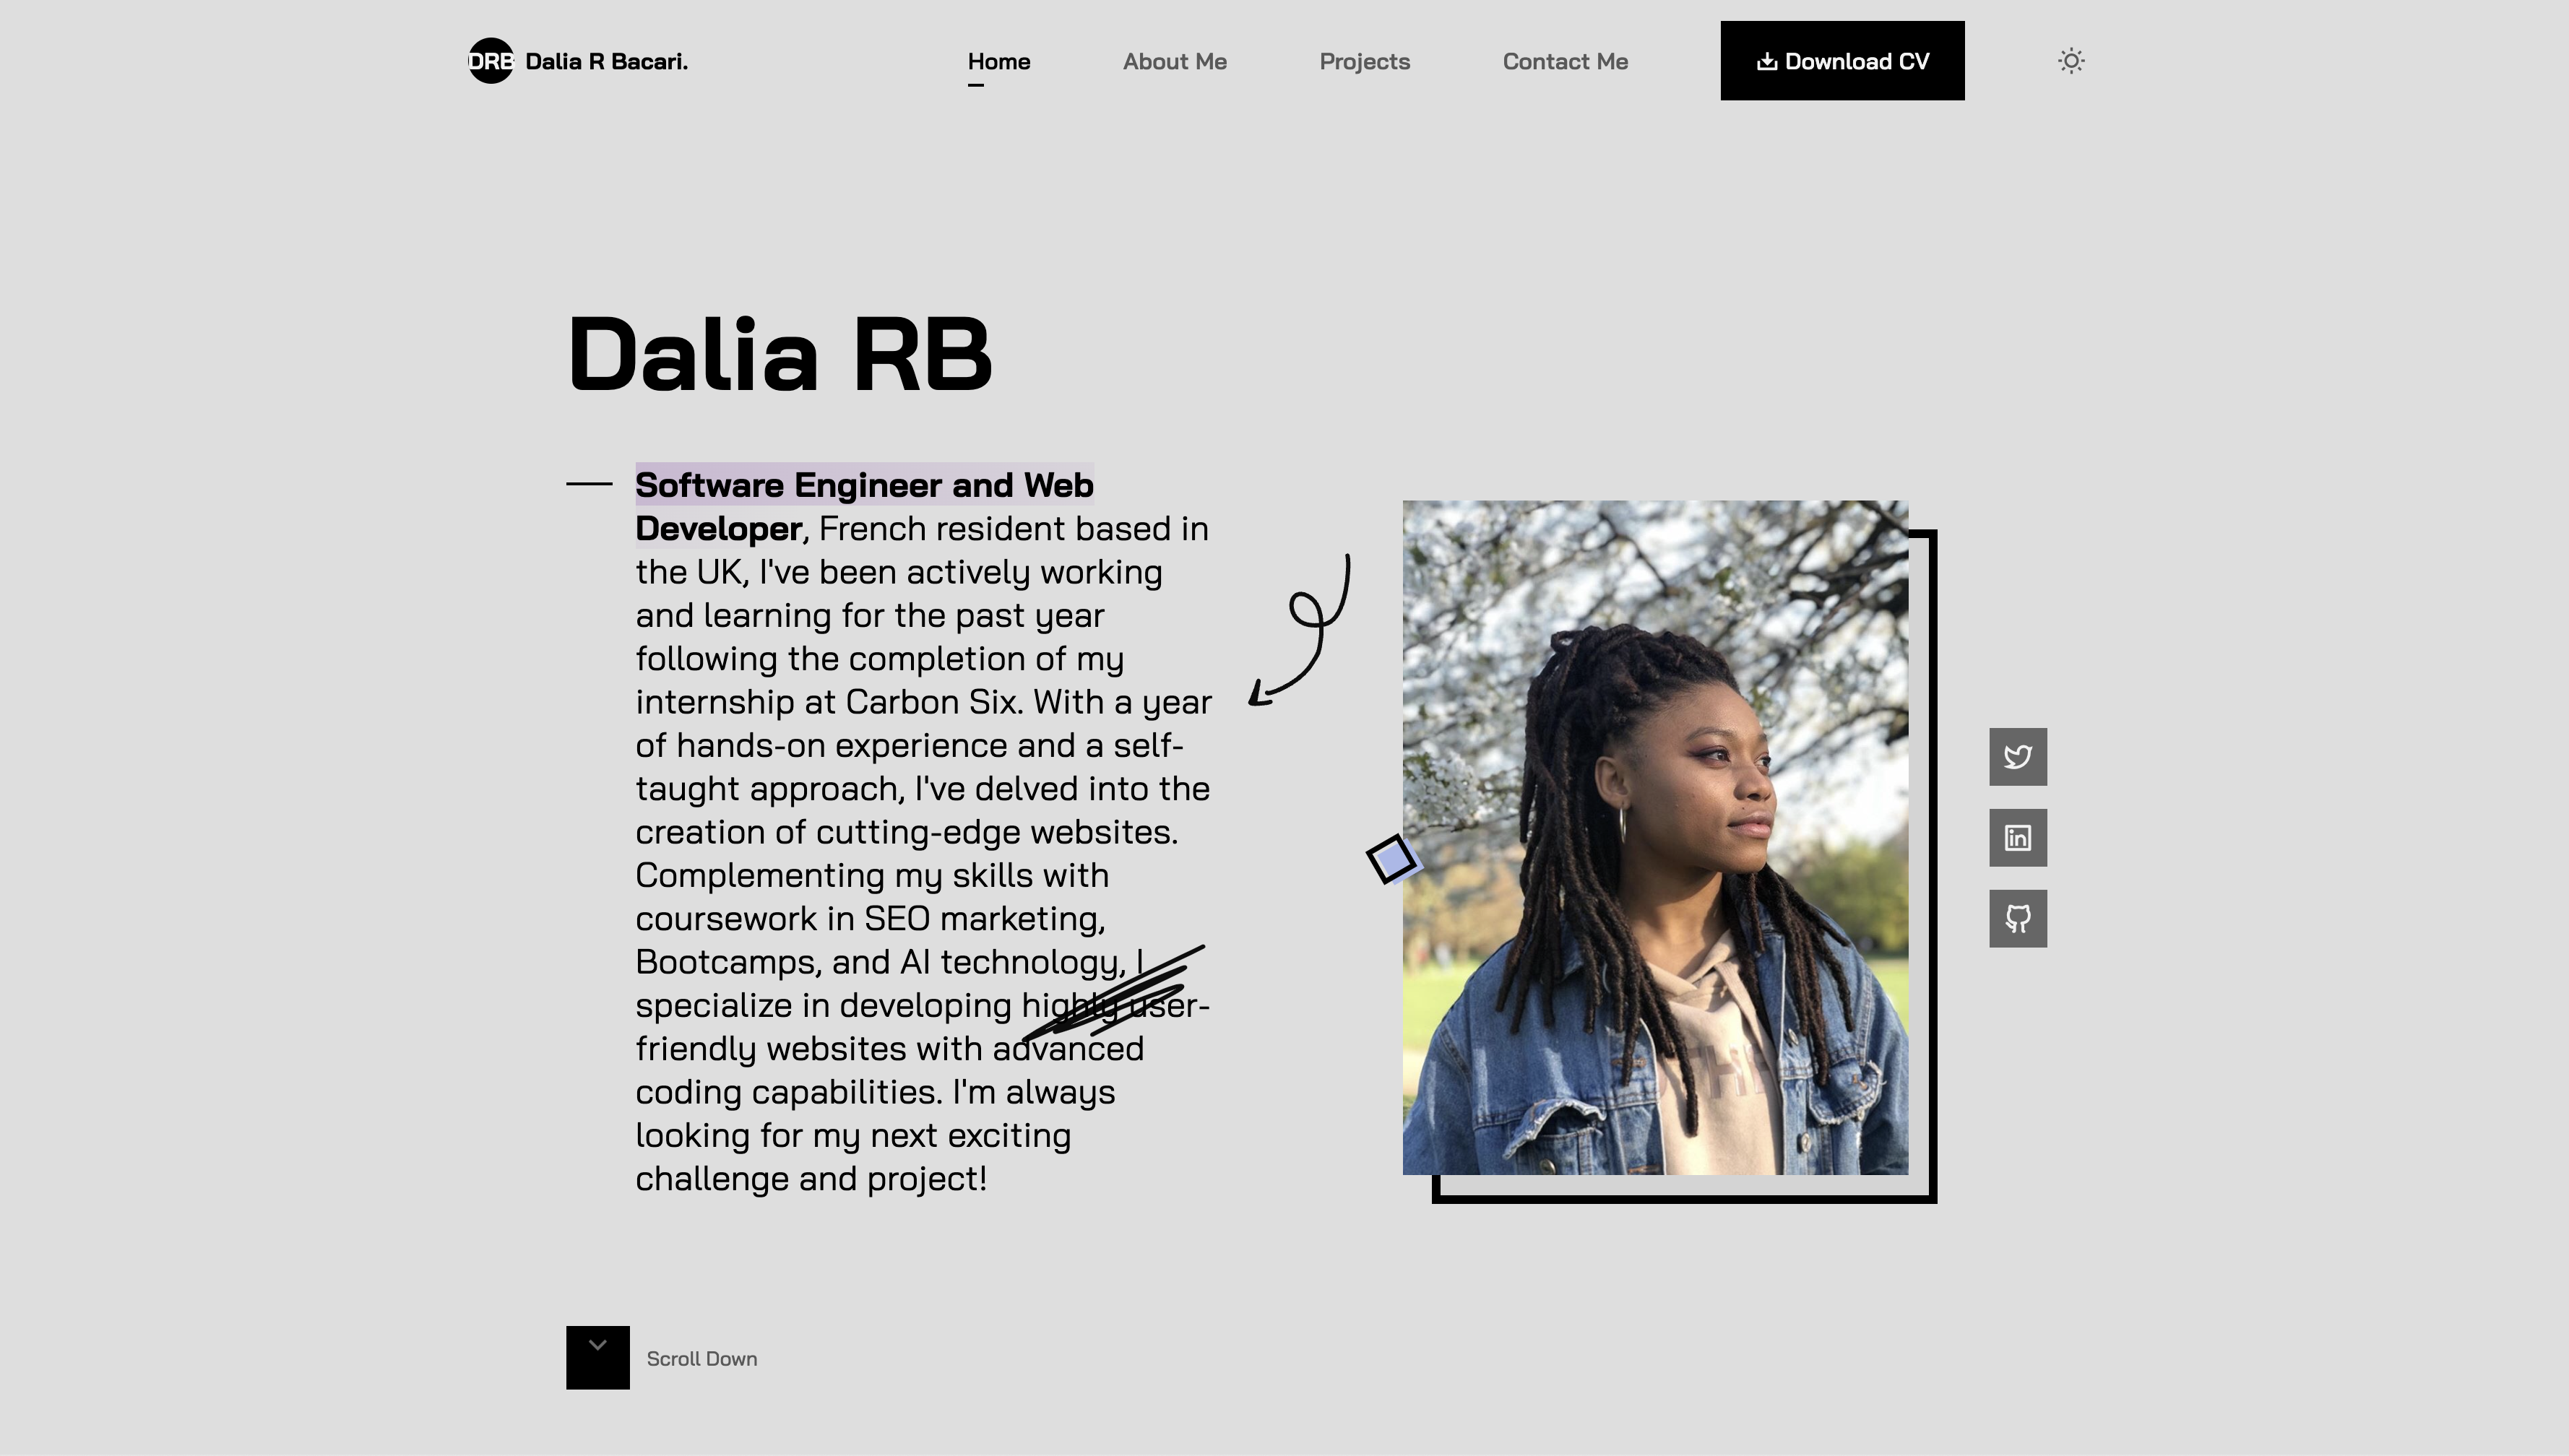 DRB Dalia R Bacari.
Home
About Me
Projects
Contact Me
Download CV
Dalia RB
Software Engineer and Web
Developer, French resident based in
the UK, I've been actively working
and learning for the past year
following the completion of my
internship at Carbon Six. With a year
of hands-on experience and a self-
taught approach, I've delved into the
creation of cutting-edge websites.
Complementing my skills with
coursework in SEO marketing,
Bootcamps, and AI technology, I
specialize in developing highly user-
friendly websites with advanced
coding capabilities. I'm always
looking for my next exciting
challenge and project!
in
Scroll Down